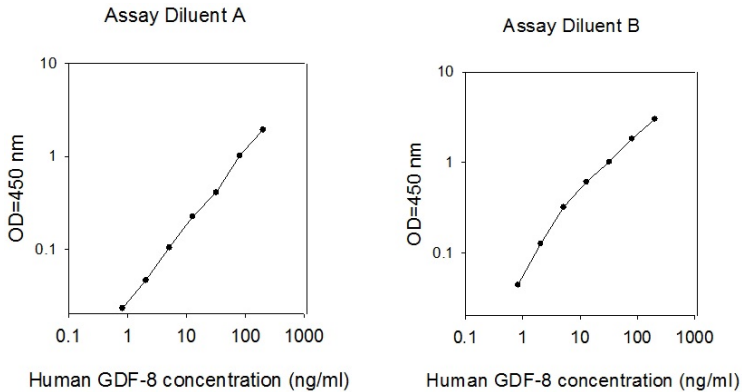 Assay Diluent A
10
1
0.1
OD=450 nm
0.1 1 10 100 1000
Human GDF-8 concentration (ng/ml)
Assay Diluent B
10
1
0.1
OD=450 nm
0.1 1 10 100 1000
Human GDF-8 concentration (ng/ml)